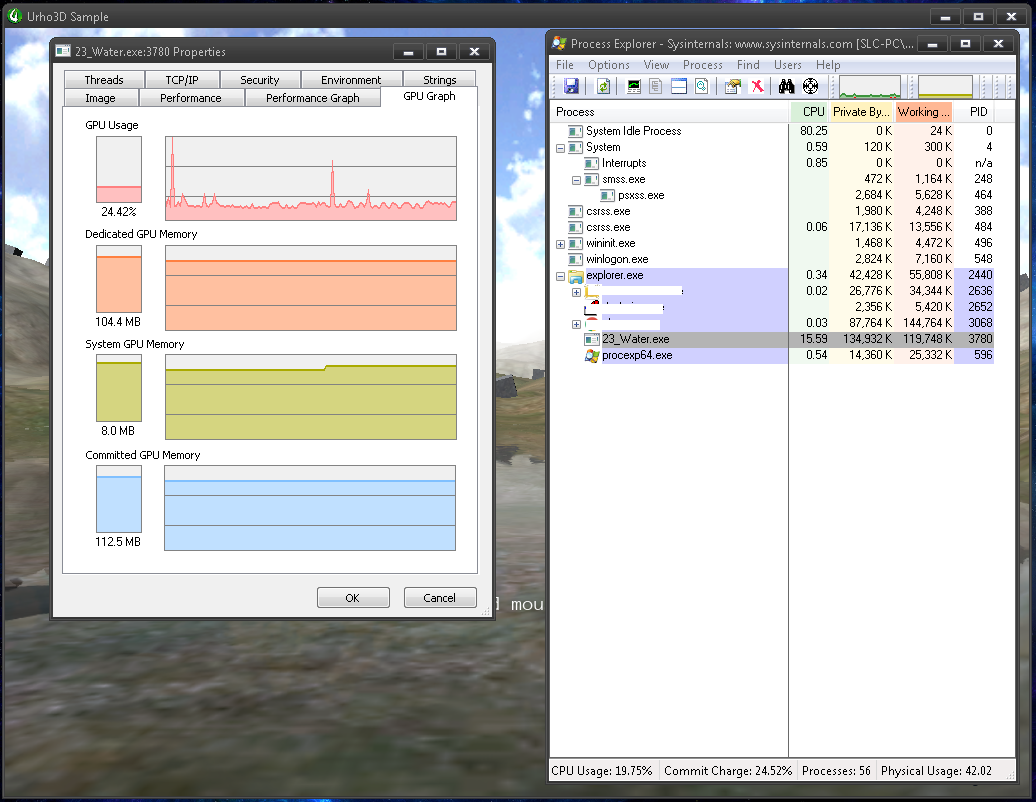 Urho3D Sample
23_Water.exe:3780 Properties
Threads TCP/IP Security Environment Strings
Image Performance Performance Graph GPU Graph
GPU Usage
24.42%
Dedicated GPU Memory
104.4 MB
System GPU Memory
8.0 MB
Committed GPU Memory
112.5 MB
OK Cancel
mou
Process Explorer - Sysinternals: www.sysinternals.com [SLC-PC\...
File Options View Process Find Users Help
Process CPU Private By... Working ... PID
System Idle Process 80.25 0 K 24 K 0
System 0.59 120 K 300 K 4
Interrupts 0.85 0 K 0 K n/a
smss.exe 472 K 1,164 K 248
psxss.exe 2,684 K 5,628 K 464
csrss.exe 1,980 K 4,248 K 388
csrss.exe 0.06 17,136 K 13,556 K 484
wininit.exe 1,468 K 4,472 K 496
winlogon.exe 2,824 K 7,160 K 548
explorer.exe 0.34 42,428 K 55,808 K 2440
0.02 26,776 K 34,344 K 2636
2,356 K 5,420 K 2652
0.03 87,764 K 144,764 K 3068
23_Water.exe 15.59 134,932 K 119,748 K 3780
procexp64.exe 0.54 14,360 K 25,332 K 596
CPU Usage: 19.75% Commit Charge: 24.52% Processes: 56 Physical Usage: 42.02